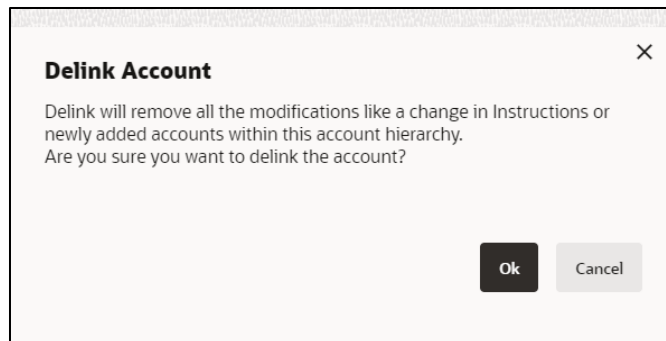 Delink Account
Delink will remove all the modifications like a change in Instructions or
newly added accounts within this account hierarchy.
Are you sure you want to delink the account?
Ok
Cancel